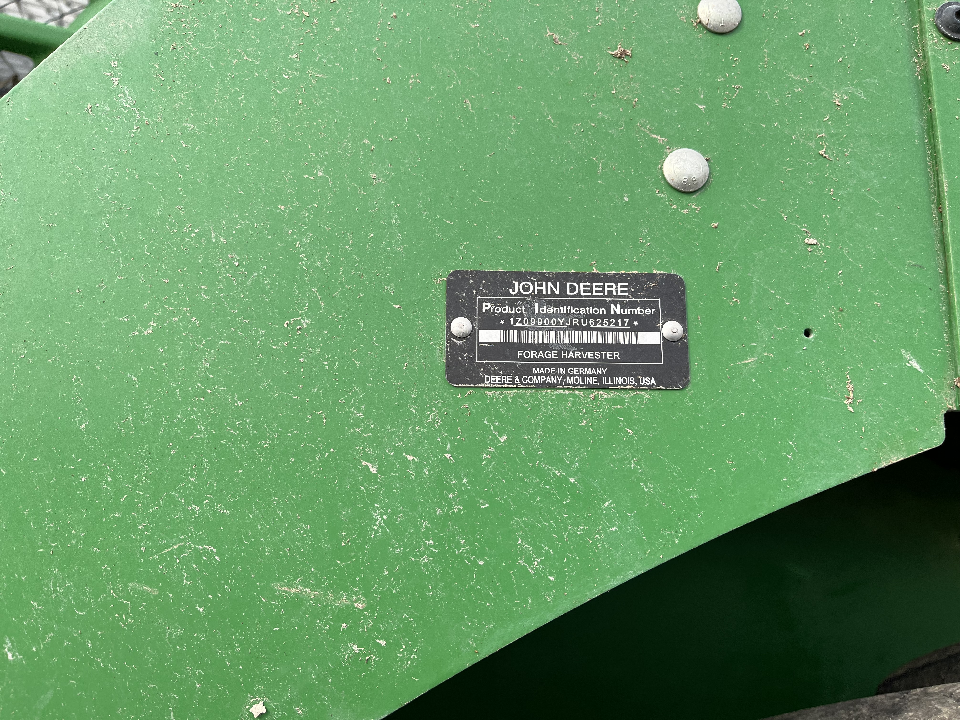 JOHN DEERE
Product Identification Number
*1Z09900YJRU625217*
FORAGE HARVESTER
MADE IN GERMANY
DEERE & COMPANY, MOLINE, ILLINOIS, USA